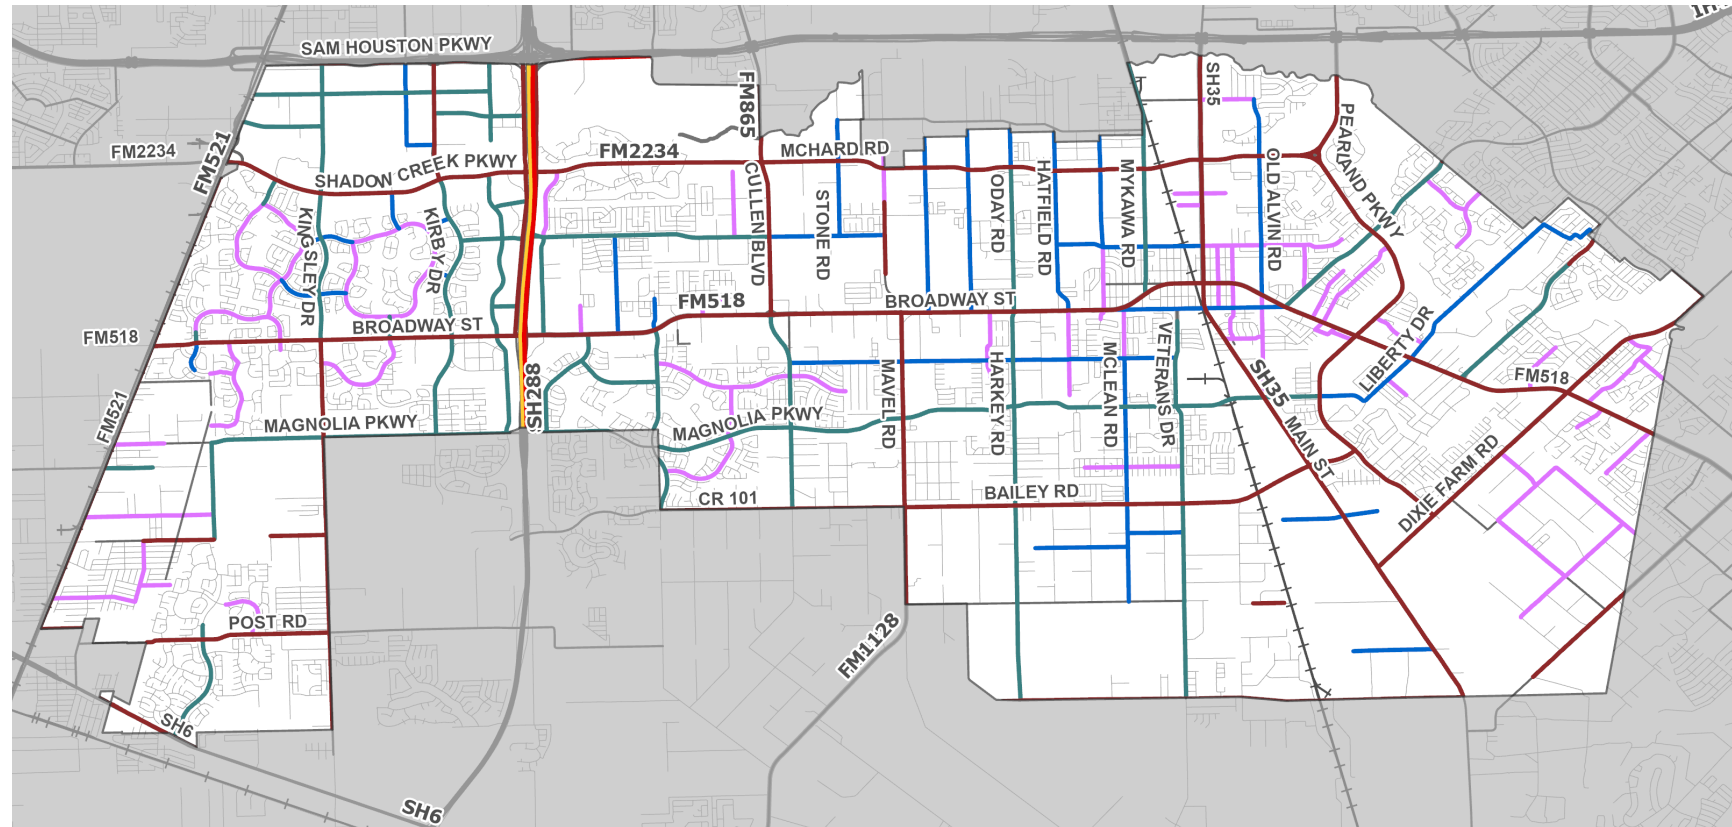 IH
SAM HOUSTON PKWY
FM865
SH35
FM521
FM2234
FM2234
MCHARD RD
SHADOW CREEK PKWY
PEARLAND PKWY
OLD ALVIN RD
MYKAWA RD
HATFIELD RD
ODAY RD
STONE RD
CULLEN BLVD
KINGSLEY DR
KIRBY DR
FM518
BROADWAY ST
BROADWAY ST
FM518
LIBERTY DR
VETERANS DR
MCLEAN RD
HARKEY RD
MAVEL RD
SH288
SH35
FM518
FM521
MAGNOLIA PKWY
MAGNOLIA PKWY
MAIN ST
DIXIE FARM RD
CR 101
BAILEY RD
POST RD
FM1128
SH6
SH6